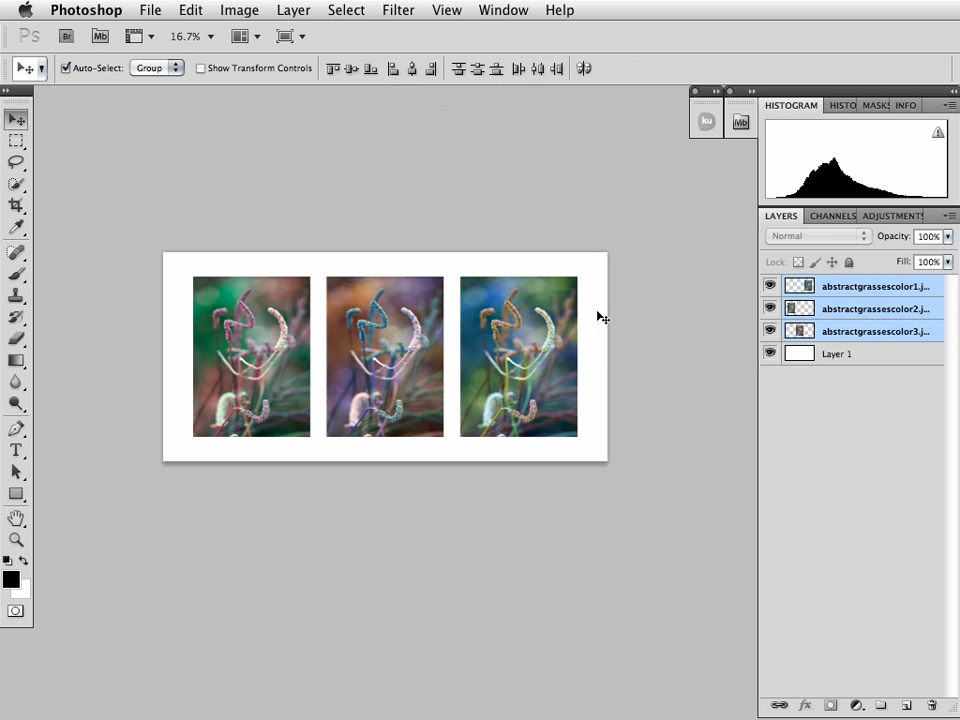 Photoshop File Edit Image Layer Select Filter View Window Help
Ps Br Mb 16.7%
Auto-Select: Group Show Transform Controls
HISTOGRAM HISTO MASKS INFO
ku Mb
LAYERS CHANNELS ADJUSTMENTS
Normal Opacity: 100%
Lock: Fill: 100%
abstractgrassescolor1.j...
abstractgrassescolor2.j...
abstractgrassescolor3.j...
Layer 1
T
fx